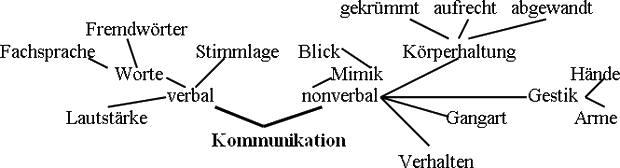 gekrümmt aufrecht abgewandt
Fremdwörter
Fachsprache Stimmlage Blick Körperhaltung
Worte Mimik Hände
verbal nonverbal Gestik
Lautstärke Gangart Arme
Kommunikation
Verhalten